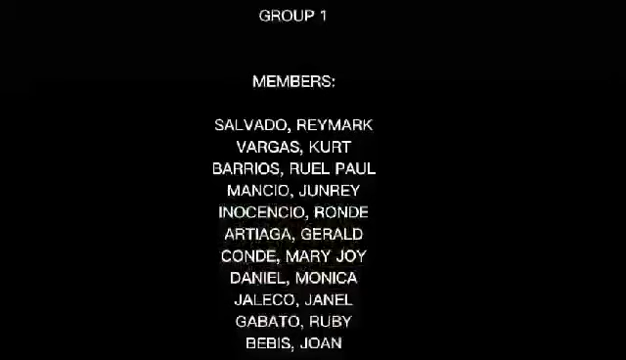 GROUP 1
MEMBERS:
SALVADO, REYMARK
VARGAS, KURT
BARRIOS, RUEL PAUL
MANCIO, JUNREY
INOCENCIO, RONDE
ARTIAGA, GERALD
CONDE, MARY JOY
DANIEL, MONICA
JALECO, JANEL
GABATO, RUBY
BEBIS, JOAN